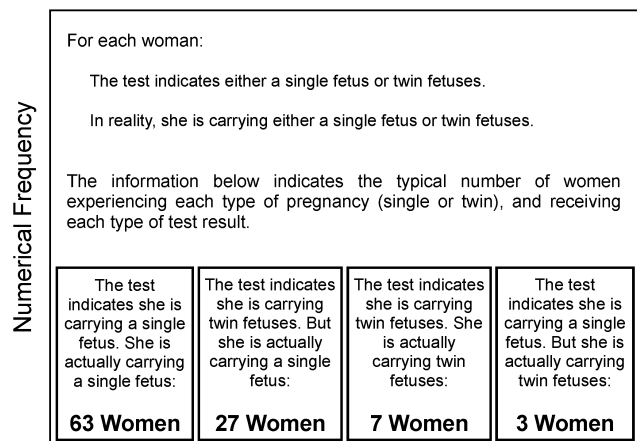 Numerical Frequency
For each woman:
The test indicates either a single fetus or twin fetuses.
In reality, she is carrying either a single fetus or twin fetuses.
The information below indicates the typical number of women
experiencing each type of pregnancy (single or twin), and receiving
each type of test result.
The test
indicates she is
carrying a single
fetus. She is
actually carrying
a single fetus:
63 Women
The test indicates
she is carrying
twin fetuses. But
she is actually
carrying a single
fetus:
27 Women
The test indicates
she is carrying
twin fetuses. She
is actually
carrying twin
fetuses:
7 Women
The test
indicates she is
carrying a single
fetus. But she is
actually carrying
twin fetuses:
3 Women